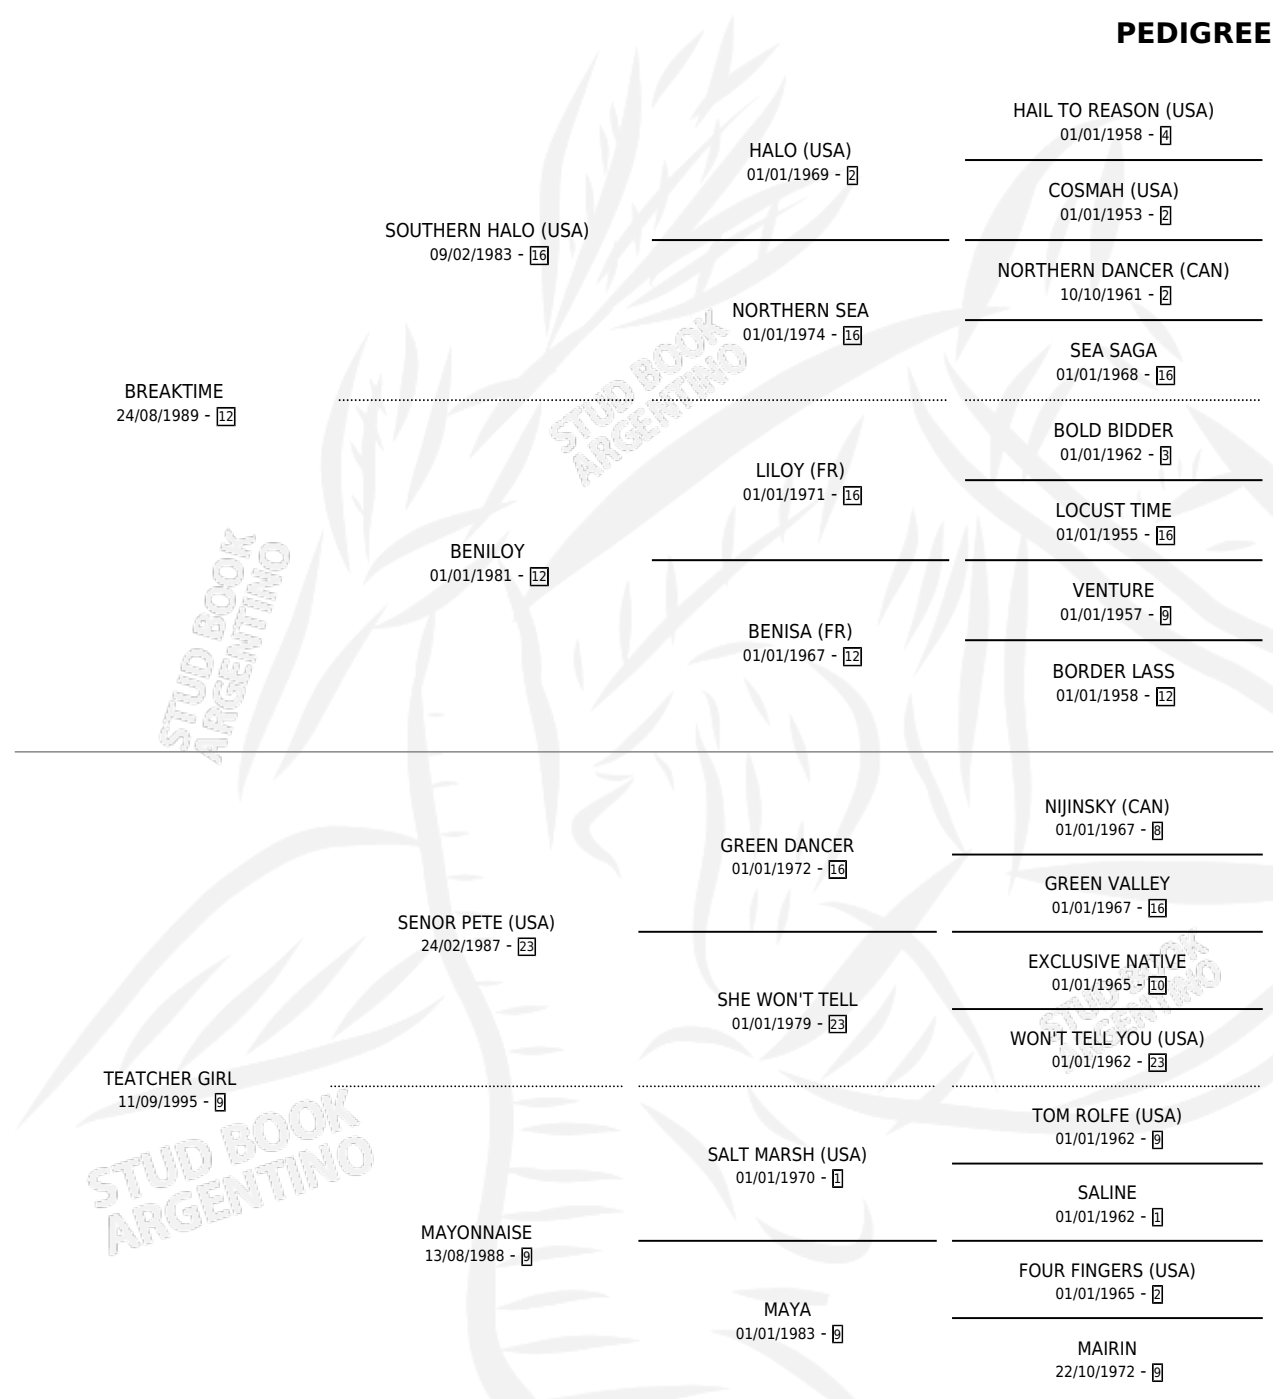 PEDIGREE
HAIL TO REASON (USA)
01/01/1958 - 4
HALO (USA)
01/01/1969 - 2
COSMAH (USA)
01/01/1953 - 2
SOUTHERN HALO (USA)
09/02/1983 - 16
NORTHERN DANCER (CAN)
10/10/1961 - 2
NORTHERN SEA
01/01/1974 - 16
SEA SAGA
01/01/1968 - 16
BREAKTIME
24/08/1989 - 12
BOLD BIDDER
01/01/1962 - 3
LILOY (FR)
01/01/1971 - 16
LOCUST TIME
01/01/1955 - 16
BENILOY
01/01/1981 - 12
VENTURE
01/01/1957 - 9
BENISA (FR)
01/01/1967 - 12
BORDER LASS
01/01/1958 - 12
NIJINSKY (CAN)
01/01/1967 - 8
GREEN DANCER
01/01/1972 - 16
GREEN VALLEY
01/01/1967 - 16
SENOR PETE (USA)
24/02/1987 - 23
EXCLUSIVE NATIVE
01/01/1965 - 10
SHE WON'T TELL
01/01/1979 - 23
WON'T TELL YOU (USA)
01/01/1962 - 23
TEATCHER GIRL
11/09/1995 - 9
TOM ROLFE (USA)
01/01/1962 - 9
SALT MARSH (USA)
01/01/1970 - 1
SALINE
01/01/1962 - 1
MAYONNAISE
13/08/1988 - 9
FOUR FINGERS (USA)
01/01/1965 - 2
MAYA
01/01/1983 - 9
MAIRIN
22/10/1972 - 9
STUD BOOK
ARGENTINO
STUD BOOK
ARGENTINO
STUD BOOK
ARGENTINO
STUD BOOK
ARGENTINO